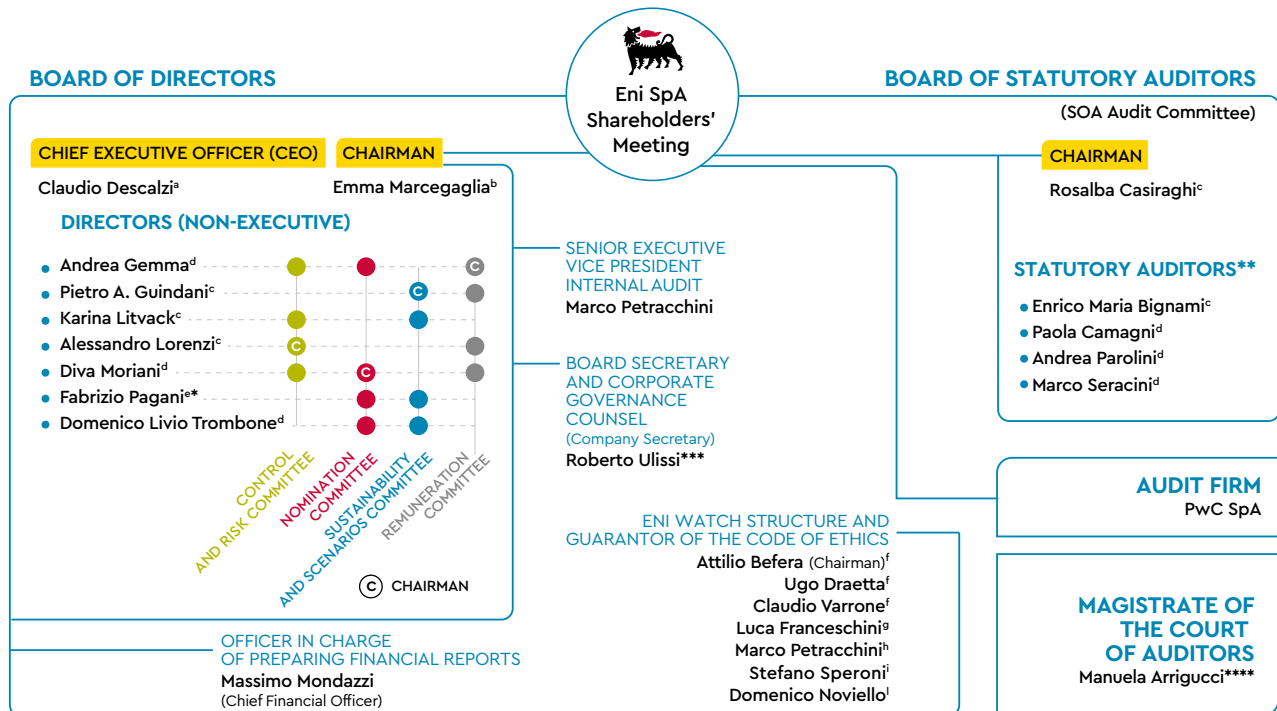 BOARD OF DIRECTORS
Eni SpA
Shareholders'
Meeting
BOARD OF STATUTORY AUDITORS
(SOA Audit Committee)
CHIEF EXECUTIVE OFFICER (CEO)
Claudio Descalziᵃ
CHAIRMAN
Emma Marcegagliaᵇ
DIRECTORS (NON-EXECUTIVE)
• Andrea Gemmaᵈ C
• Pietro A. Guindaniᶜ C
• Karina Litvackᶜ
• Alessandro Lorenziᶜ C
• Diva Morianiᵈ C
• Fabrizio Paganiᵉ*
• Domenico Livio Tromboneᵈ
CONTROL
AND RISK COMMITTEE
NOMINATION
COMMITTEE
SUSTAINABILITY
AND SCENARIOS COMMITTEE
REMUNERATION
COMMITTEE
C CHAIRMAN
OFFICER IN CHARGE
OF PREPARING FINANCIAL REPORTS
Massimo Mondazzi
(Chief Financial Officer)
SENIOR EXECUTIVE
VICE PRESIDENT
INTERNAL AUDIT
Marco Petracchini
BOARD SECRETARY
AND CORPORATE
GOVERNANCE
COUNSEL
(Company Secretary)
Roberto Ulissi***
ENI WATCH STRUCTURE AND
GUARANTOR OF THE CODE OF ETHICS
Attilio Befera (Chairman)ᶠ
Ugo Draettaᶠ
Claudio Varroneᶠ
Luca Franceschiniᵍ
Marco Petracchiniʰ
Stefano Speroniⁱ
Domenico Novielloˡ
CHAIRMAN
Rosalba Casiraghiᶜ
STATUTORY AUDITORS**
• Enrico Maria Bignamiᶜ
• Paola Camagniᵈ
• Andrea Paroliniᵈ
• Marco Seraciniᵈ
AUDIT FIRM
PwC SpA
MAGISTRATE OF
THE COURT
OF AUDITORS
Manuela Arrigucci****